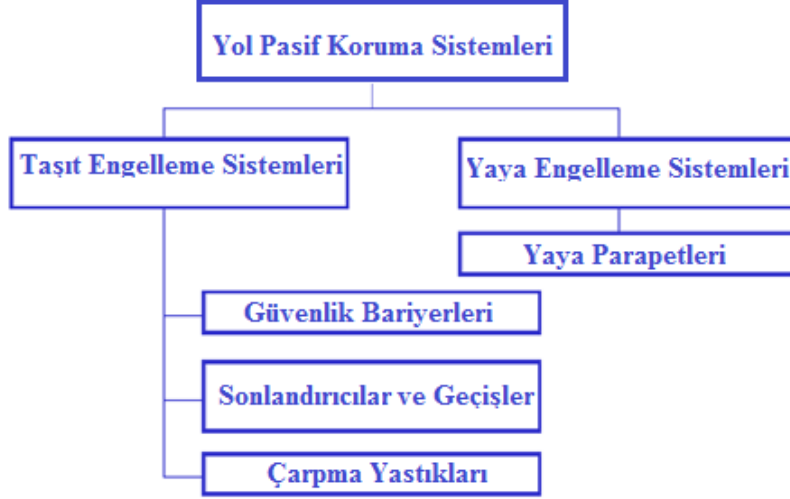 Yol Pasif Koruma Sistemleri
Taşıt Engelleme Sistemleri
Yaya Engelleme Sistemleri
Yaya Parapetleri
Güvenlik Bariyerleri
Sonlandırıcılar ve Geçişler
Çarpma Yastıkları